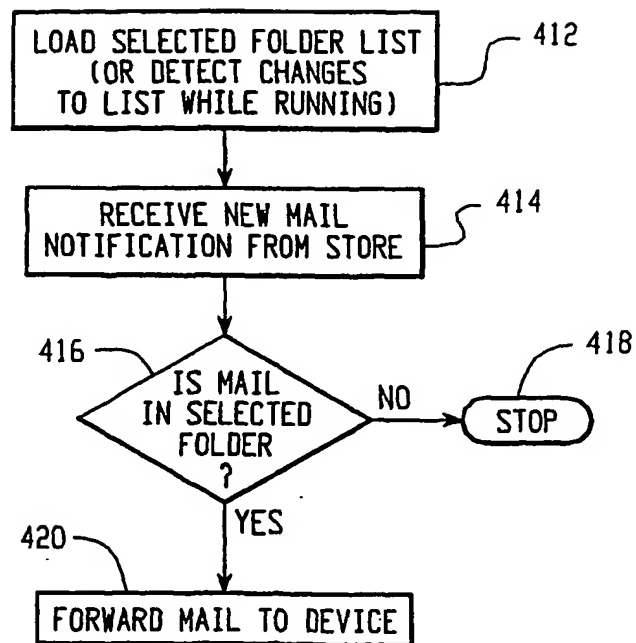 LOAD SELECTED FOLDER LIST
(OR DETECT CHANGES
TO LIST WHILE RUNNING)
412
RECEIVE NEW MAIL
NOTIFICATION FROM STORE
414
416
IS MAIL
IN SELECTED
FOLDER
?
NO
418
STOP
YES
420
FORWARD MAIL TO DEVICE